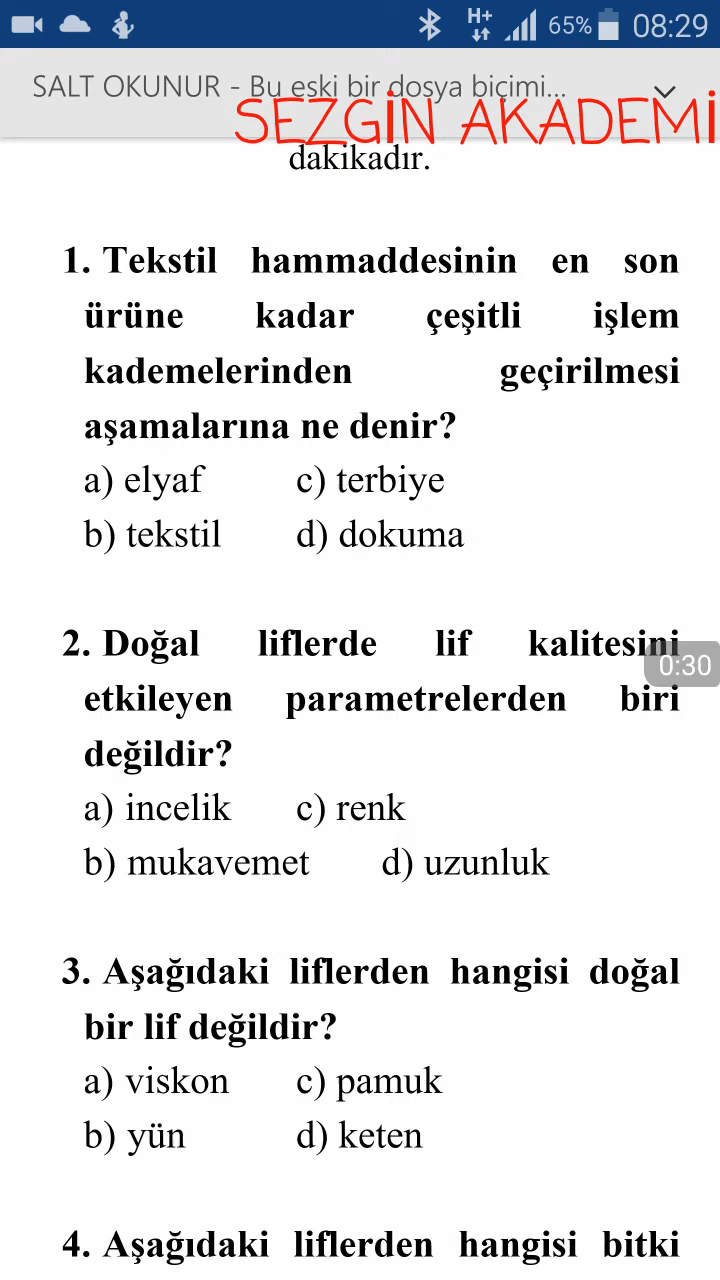 H+ 65% 08:29
SALT OKUNUR - Bu eski bir dosya biçimi...
SEZGİN AKADEMİ
dakikadır.
1. Tekstil hammaddesinin en son
ürüne kadar çeşitli işlem
kademelerinden geçirilmesi
aşamalarına ne denir?
a) elyaf c) terbiye
b) tekstil d) dokuma
2. Doğal liflerde lif kalitesini
0:30
etkileyen parametrelerden biri
değildir?
a) incelik c) renk
b) mukavemet d) uzunluk
3. Aşağıdaki liflerden hangisi doğal
bir lif değildir?
a) viskon c) pamuk
b) yün d) keten
4. Aşağıdaki liflerden hangisi bitki